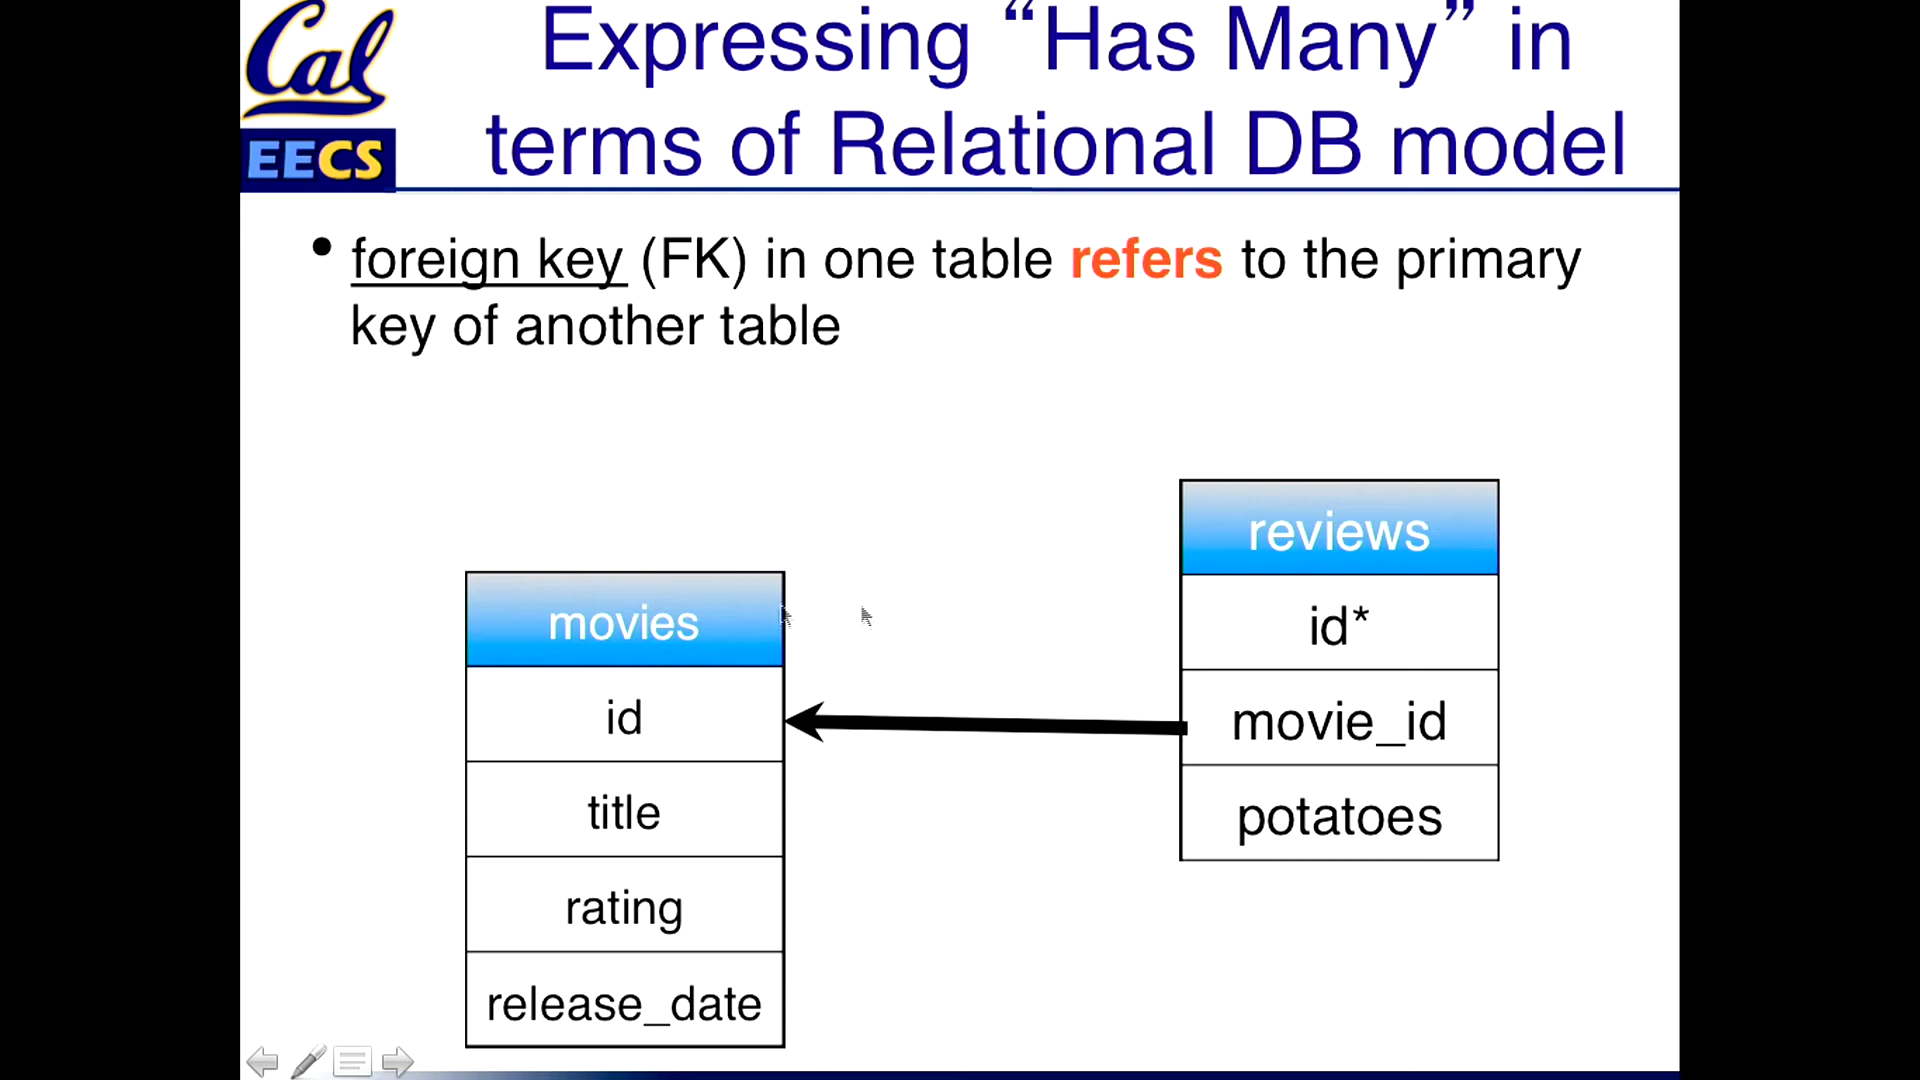 Cal
EECS
Expressing “Has Many” in
terms of Relational DB model
• foreign key (FK) in one table refers to the primary
key of another table
movies
id
title
rating
release_date
reviews
id*
movie_id
potatoes